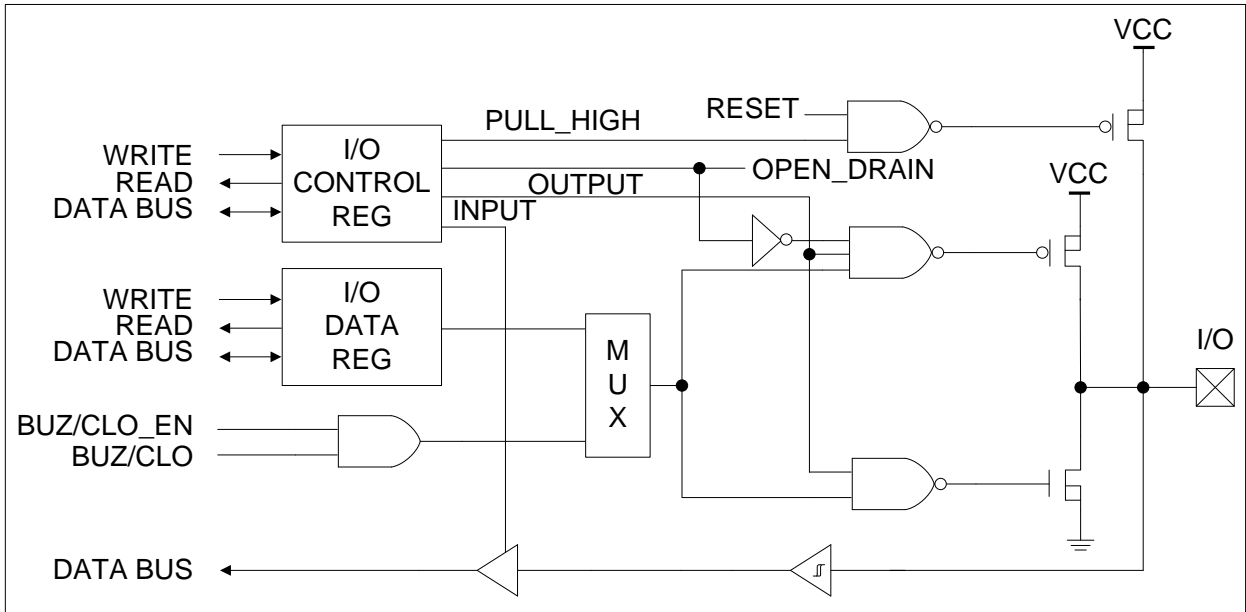 VCC
RESET
PULL_HIGH
I/O
CONTROL
REG
WRITE
READ
DATA BUS
OPEN_DRAIN
OUTPUT
INPUT
VCC
I/O
DATA
REG
WRITE
READ
DATA BUS
M
U
X
I/O
BUZ/CLO_EN
BUZ/CLO
DATA BUS